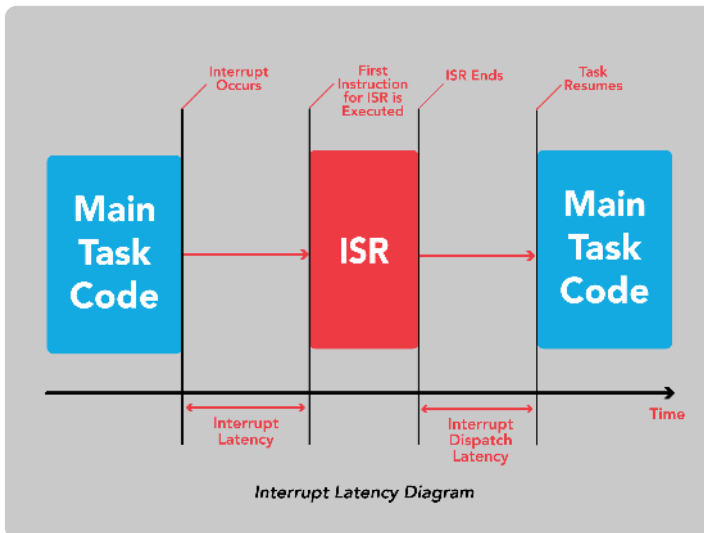 Interrupt
Occurs
First
Instruction
for ISR is
Executed
ISR Ends
Task
Resumes
Main
Task
Code
ISR
Main
Task
Code
Time
Interrupt
Latency
Interrupt
Dispatch
Latency
Interrupt Latency Diagram